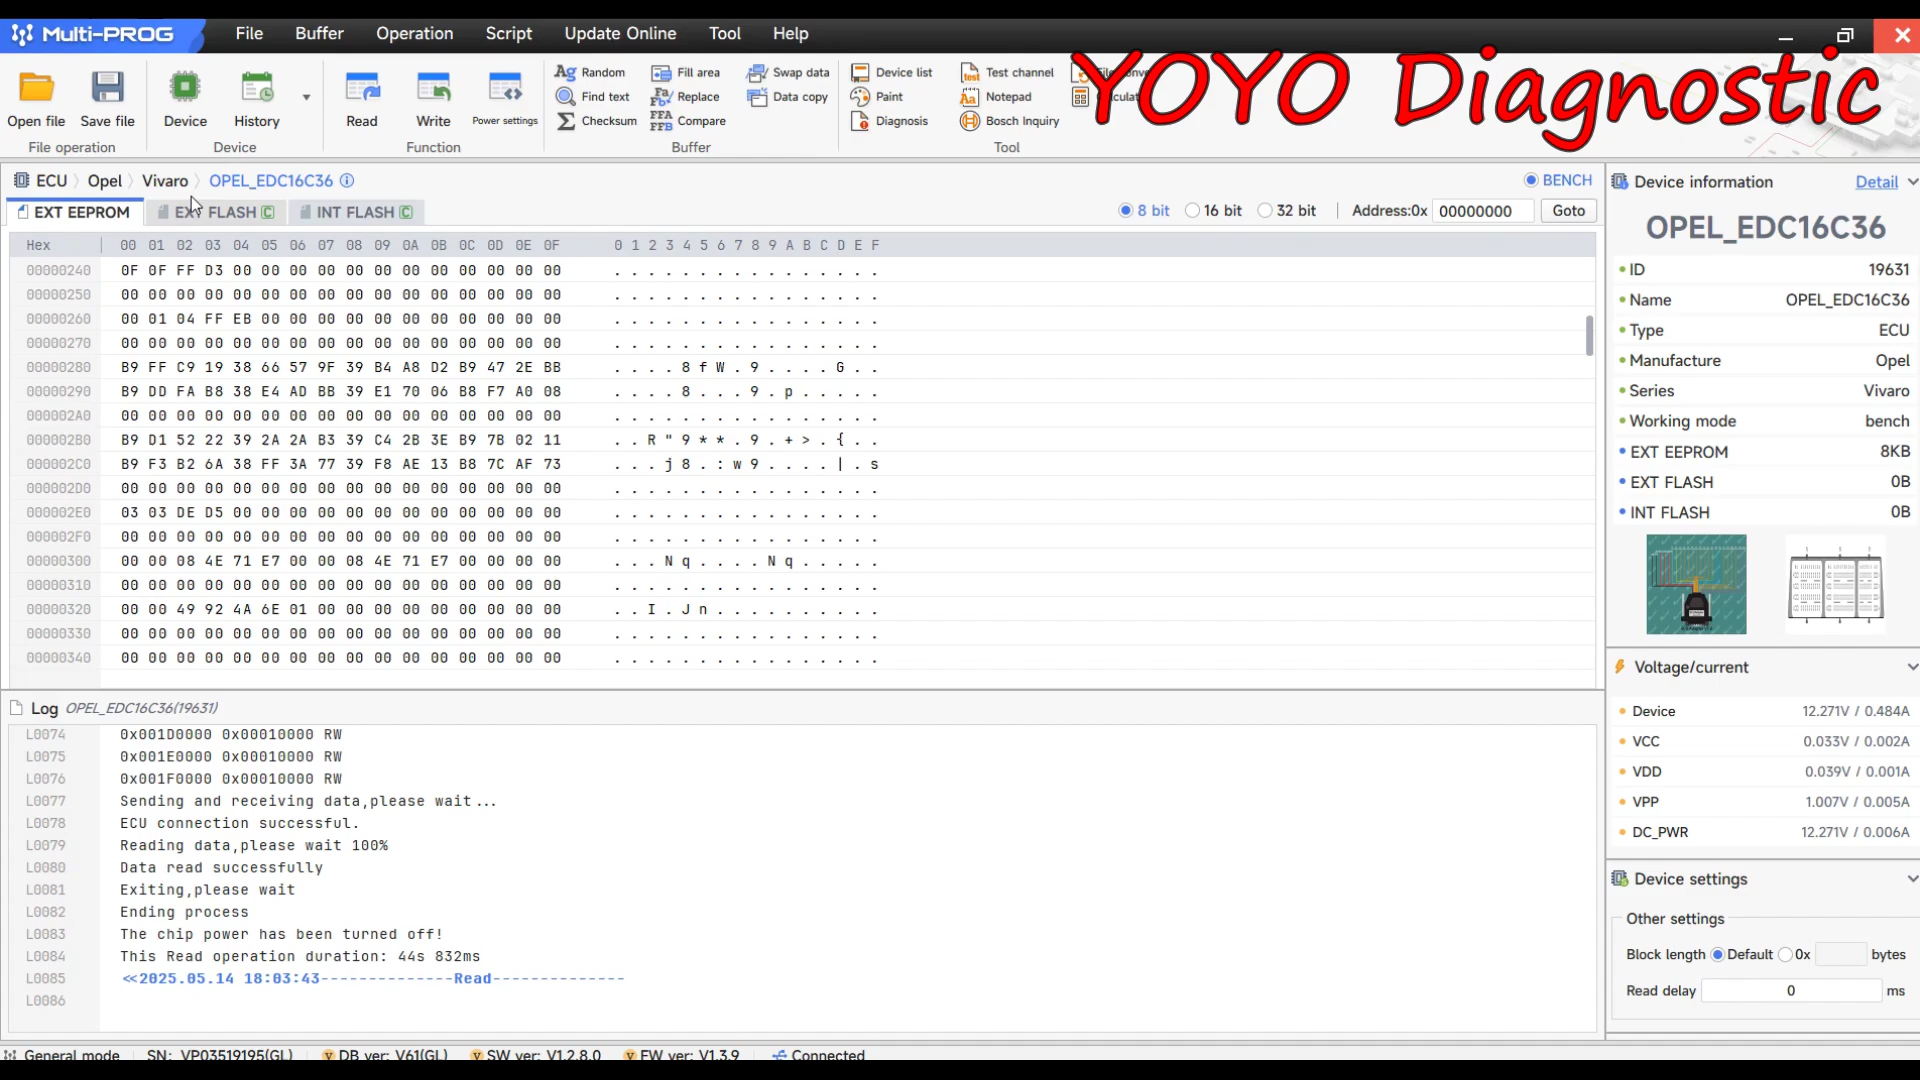 Multi-PROG File Buffer Operation Script Update Online Tool Help
YOYO Diagnostic
Open file Save file Device History Read Write Power settings
Random Fill area Swap data Device list Test channel
Find text Replace Data copy Paint Notepad
Checksum Compare Diagnosis Bosch Inquiry
File operation Device Function Buffer Tool
ECU Opel Vivaro OPEL_EDC16C36 BENCH
EXT EEPROM EXT FLASH C INT FLASH C 8 bit 16 bit 32 bit Address:0x 00000000 Goto
Hex 00 01 02 03 04 05 06 07 08 09 0A 0B 0C 0D 0E 0F 0 1 2 3 4 5 6 7 8 9 A B C D E F
00000240 0F 0F FF D3 00 00 00 00 00 00 00 00 00 00 00 00 . . . . . . . . . . . . . . . .
00000250 00 00 00 00 00 00 00 00 00 00 00 00 00 00 00 00 . . . . . . . . . . . . . . . .
00000260 00 01 04 FF EB 00 00 00 00 00 00 00 00 00 00 00 . . . . . . . . . . . . . . . .
00000270 00 00 00 00 00 00 00 00 00 00 00 00 00 00 00 00 . . . . . . . . . . . . . . . .
00000280 B9 FF C9 19 38 66 57 9F 39 B4 A8 D2 B9 47 2E BB . . . . 8 f W . 9 . . . . G . .
00000290 B9 DD FA B8 38 E4 AD BB 39 E1 70 06 B8 F7 A0 08 . . . . 8 . . . 9 . p . . . . .
000002A0 00 00 00 00 00 00 00 00 00 00 00 00 00 00 00 00 . . . . . . . . . . . . . . . .
000002B0 B9 D1 52 22 39 2A 2A B3 39 C4 2B 3E B9 7B 02 11 . . R " 9 * * . 9 . + > . { . .
000002C0 B9 F3 B2 6A 38 FF 3A 77 39 F8 AE 13 B8 7C AF 73 . . . j 8 . : w 9 . . . . | . s
000002D0 00 00 00 00 00 00 00 00 00 00 00 00 00 00 00 00 . . . . . . . . . . . . . . . .
000002E0 03 03 DE D5 00 00 00 00 00 00 00 00 00 00 00 00 . . . . . . . . . . . . . . . .
000002F0 00 00 00 00 00 00 00 00 00 00 00 00 00 00 00 00 . . . . . . . . . . . . . . . .
00000300 00 00 08 4E 71 E7 00 00 08 4E 71 E7 00 00 00 00 . . . N q . . . . N q . . . . .
00000310 00 00 00 00 00 00 00 00 00 00 00 00 00 00 00 00 . . . . . . . . . . . . . . . .
00000320 00 00 49 92 4A 6E 01 00 00 00 00 00 00 00 00 00 . . I . J n . . . . . . . . . .
00000330 00 00 00 00 00 00 00 00 00 00 00 00 00 00 00 00 . . . . . . . . . . . . . . . .
00000340 00 00 00 00 00 00 00 00 00 00 00 00 00 00 00 00 . . . . . . . . . . . . . . . .
Log OPEL_EDC16C36(19631)
L0074 0x001D0000 0x00010000 RW
L0075 0x001E0000 0x00010000 RW
L0076 0x001F0000 0x00010000 RW
L0077 Sending and receiving data,please wait...
L0078 ECU connection successful.
L0079 Reading data,please wait 100%
L0080 Data read successfully
L0081 Exiting,please wait
L0082 Ending process
L0083 The chip power has been turned off!
L0084 This Read operation duration: 44s 832ms
L0085 <<2025.05.14 18:03:43--------------Read--------------
L0086
Device information Detail
OPEL_EDC16C36
ID 19631
Name OPEL_EDC16C36
Type ECU
Manufacture Opel
Series Vivaro
Working mode bench
EXT EEPROM 8KB
EXT FLASH 0B
INT FLASH 0B
Voltage/current
Device 12.271V / 0.484A
VCC 0.033V / 0.002A
VDD 0.039V / 0.001A
VPP 1.007V / 0.005A
DC_PWR 12.271V / 0.006A
Device settings
Other settings
Block length Default 0x bytes
Read delay 0 ms
General mode SN: VP03519195(GL) DB ver: V61(GL) SW ver: V1.2.8.0 FW ver: V1.3.9 Connected